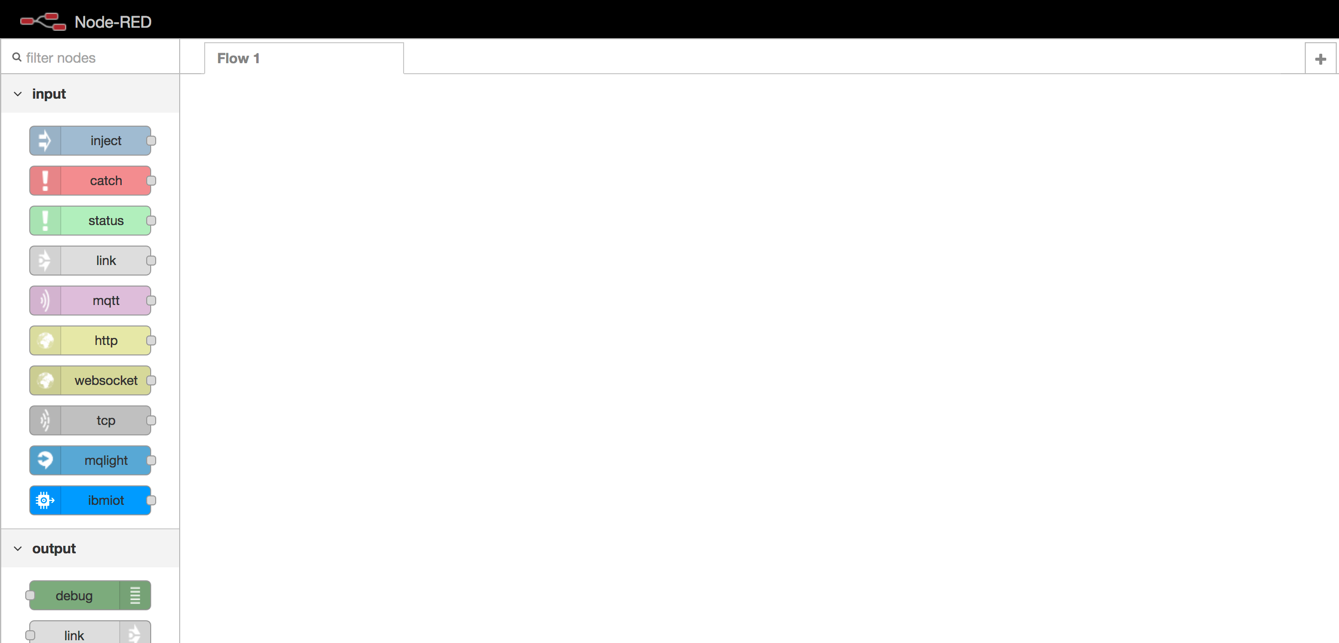 Node-RED
filter nodes
Flow 1
input
inject
catch
status
link
mqtt
http
websocket
tcp
mqlight
ibmiot
output
debug
link